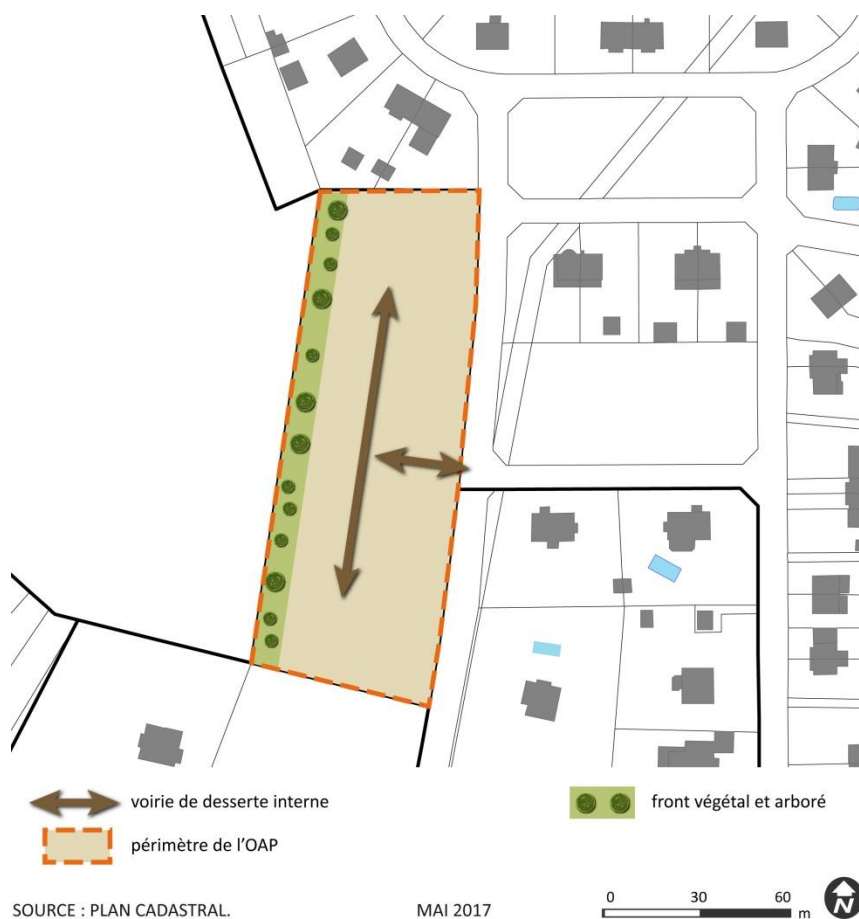 voirie de desserte interne
front végétal et arboré
périmètre de l'OAP
SOURCE : PLAN CADASTRAL.
MAI 2017
0 30 60
m
N